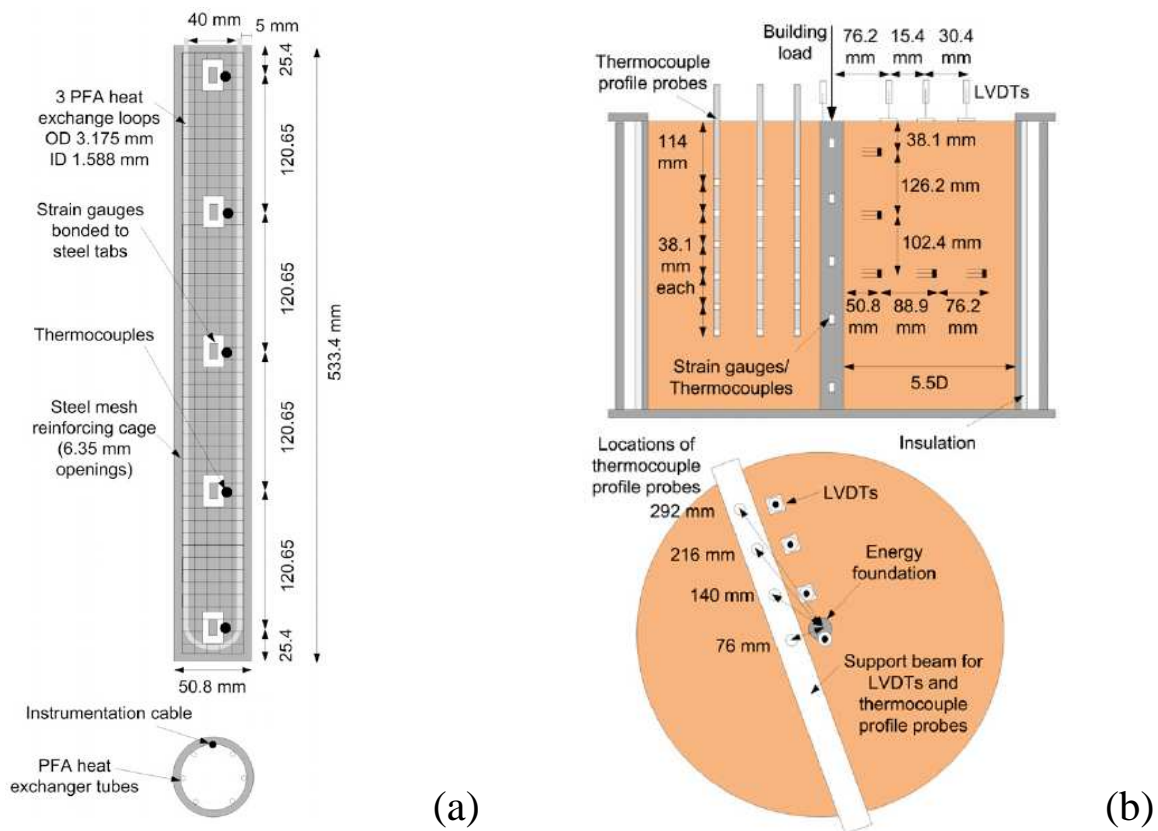 40 mm
5 mm
25.4
3 PFA heat
exchange loops
OD 3.175 mm
ID 1.588 mm
120.65
Strain gauges
bonded to
steel tabs
120.65
Thermocouples
533.4 mm
120.65
Steel mesh
reinforcing cage
(6.35 mm
openings)
120.65
25.4
50.8 mm
Instrumentation cable
PFA heat
exchanger tubes
(a)
Building
load
76.2
mm
15.4
mm
30.4
mm
Thermocouple
profile probes
LVDTs
114
mm
38.1 mm
126.2 mm
102.4 mm
38.1
mm
each
50.8
mm
88.9
mm
76.2
mm
Strain gauges/
Thermocouples
5.5D
Insulation
Locations of
thermocouple
profile probes
LVDTs
292 mm
216 mm
Energy
foundation
140 mm
76 mm
Support beam for
LVDTs and
thermocouple
profile probes
(b)